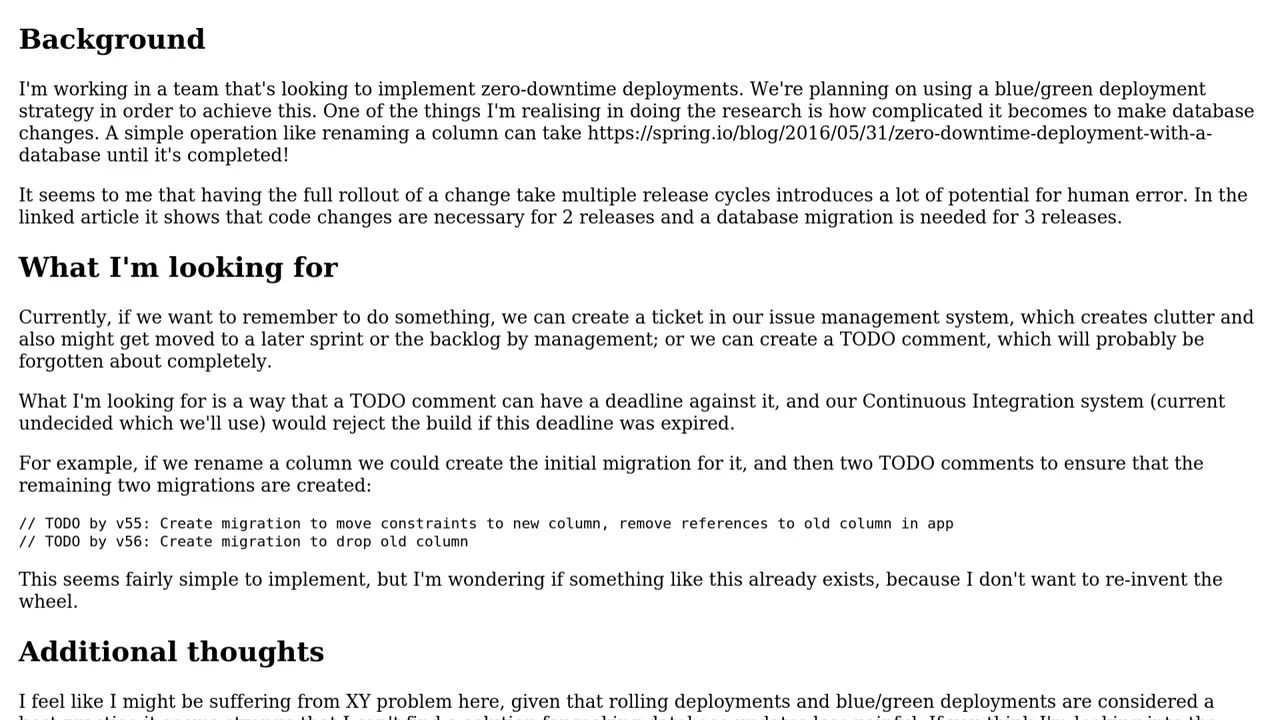 Background
I'm working in a team that's looking to implement zero-downtime deployments. We're planning on using a blue/green deployment
strategy in order to achieve this. One of the things I'm realising in doing the research is how complicated it becomes to make database
changes. A simple operation like renaming a column can take https://spring.io/blog/2016/05/31/zero-downtime-deployment-with-a-
database until it's completed!
It seems to me that having the full rollout of a change take multiple release cycles introduces a lot of potential for human error. In the
linked article it shows that code changes are necessary for 2 releases and a database migration is needed for 3 releases.
What I'm looking for
Currently, if we want to remember to do something, we can create a ticket in our issue management system, which creates clutter and
also might get moved to a later sprint or the backlog by management; or we can create a TODO comment, which will probably be
forgotten about completely.
What I'm looking for is a way that a TODO comment can have a deadline against it, and our Continuous Integration system (current
undecided which we'll use) would reject the build if this deadline was expired.
For example, if we rename a column we could create the initial migration for it, and then two TODO comments to ensure that the
remaining two migrations are created:
// TODO by v55: Create migration to move constraints to new column, remove references to old column in app
// TODO by v56: Create migration to drop old column
This seems fairly simple to implement, but I'm wondering if something like this already exists, because I don't want to re-invent the
wheel.
Additional thoughts
I feel like I might be suffering from XY problem here, given that rolling deployments and blue/green deployments are considered a